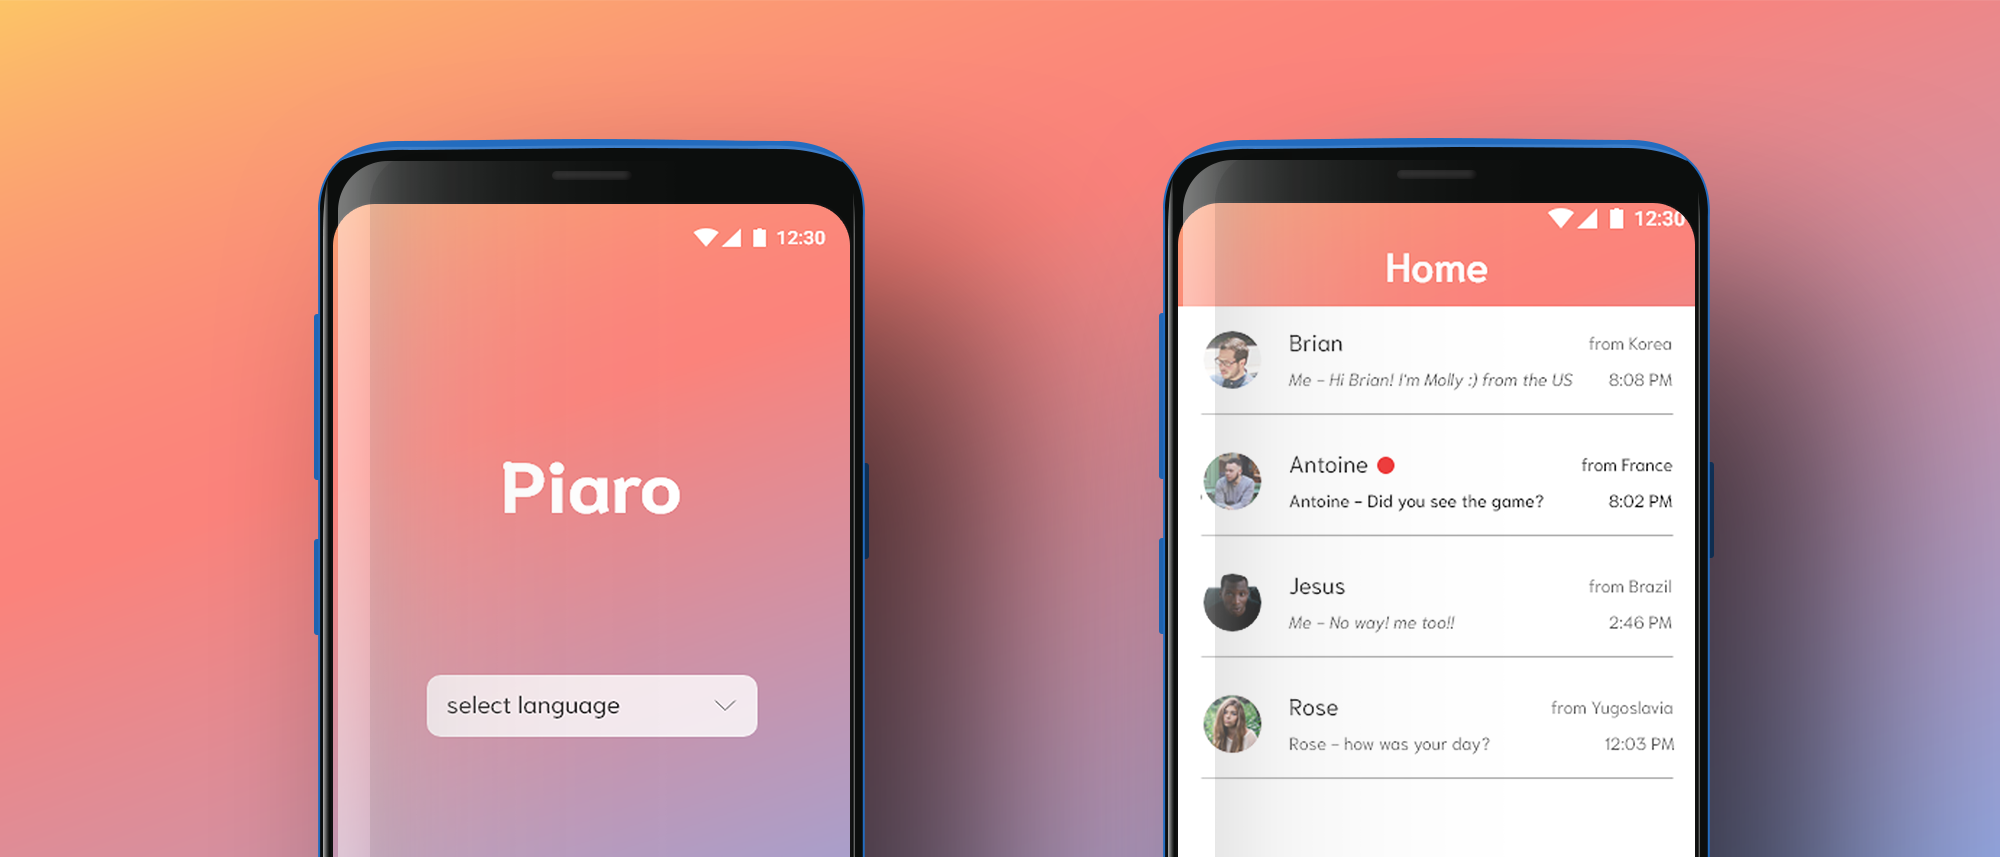 12:30
Piaro
select language
12:30
Home
Brian
from Korea
Me - Hi Brian! I'm Molly :) from the US
8:08 PM
Antoine
from France
Antoine - Did you see the game?
8:02 PM
Jesus
from Brazil
Me - No way! me too!!
2:46 PM
Rose
from Yugoslavia
Rose - how was your day?
12:03 PM